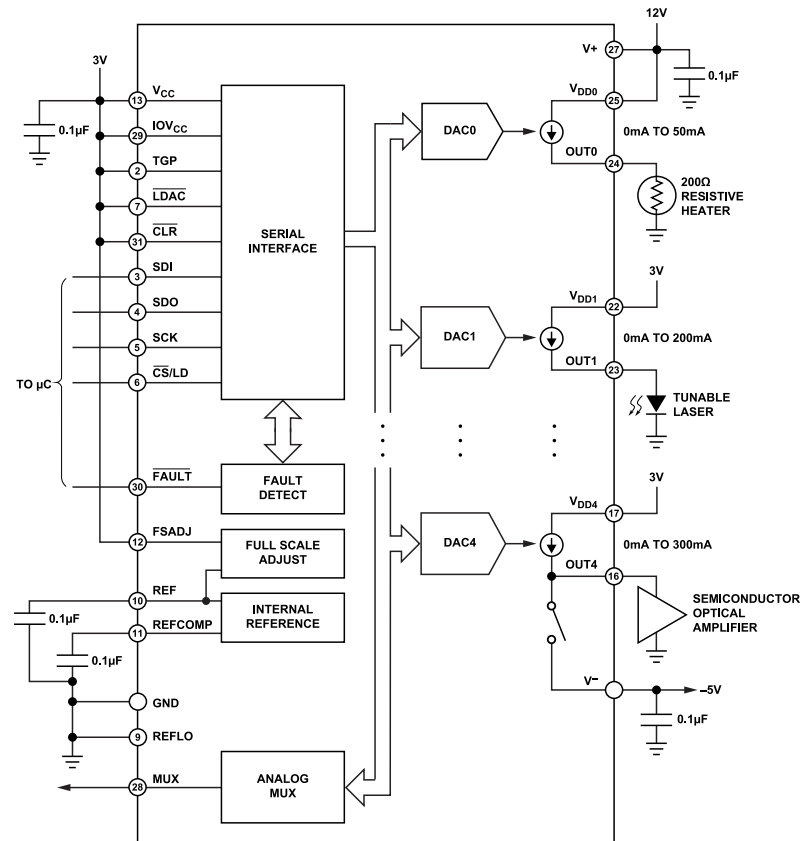 3V
0.1µF
13 VCC
29 IOVCC
2 TGP
7 LDAC
31 CLR
3 SDI
4 SDO
5 SCK
6 CS/LD
TO µC
30 FAULT
12 FSADJ
10 REF
11 REFCOMP
0.1µF
0.1µF
GND
9 REFLO
28 MUX
SERIAL
INTERFACE
FAULT
DETECT
FULL SCALE
ADJUST
INTERNAL
REFERENCE
ANALOG
MUX
DAC0
DAC1
DAC4
12V
V+ 27
0.1µF
VDD0 25
0mA TO 50mA
OUT0 24
200Ω
RESISTIVE
HEATER
3V
VDD1 22
0mA TO 200mA
OUT1 23
TUNABLE
LASER
3V
VDD4 17
0mA TO 300mA
OUT4 16
SEMICONDUCTOR
OPTICAL
AMPLIFIER
V– –5V
0.1µF